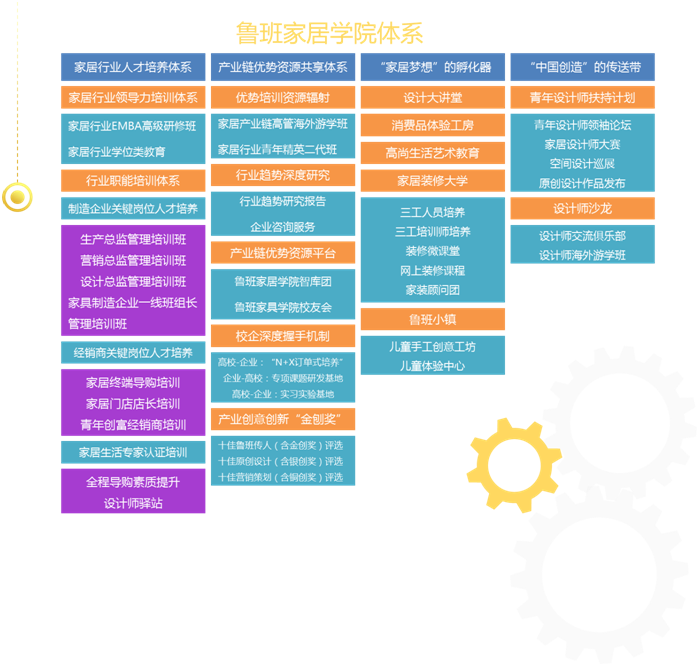 鲁班家居学院体系
家居行业人才培养体系
家居行业领导力培训体系
家居行业EMBA高级研修班
家居行业学位类教育
行业职能培训体系
制造企业关键岗位人才培养
生产总监管理培训班
营销总监管理培训班
设计总监管理培训班
家具制造企业一线班组长
管理培训班
经销商关键岗位人才培养
家居终端导购培训
家居门店店长培训
青年创富经销商培训
家居生活专家认证培训
全程导购素质提升
设计师驿站
产业链优势资源共享体系
优势培训资源辐射
家居产业链高管海外游学班
家居行业青年精英二代班
行业趋势深度研究
行业趋势研究报告
企业咨询服务
产业链优势资源平台
鲁班家居学院智库团
鲁班家具学院校友会
校企深度握手机制
高校-企业：“N+X订单式培养”
企业-高校：专项课题研发基地
高校-企业：实习实验基地
产业创意创新“金刨奖”
十佳鲁班传人（含金创奖）评选
十佳原创设计（含银创奖）评选
十佳营销策划（含铜创奖）评选
“家居梦想”的孵化器
设计大讲堂
消费品体验工房
高尚生活艺术教育
家居装修大学
三工人员培养
三工培训师培养
装修微课堂
网上装修课程
家装顾问团
鲁班小镇
儿童手工创意工坊
儿童体验中心
“中国创造”的传送带
青年设计师扶持计划
青年设计师领袖论坛
家居设计师大赛
空间设计巡展
原创设计作品发布
设计师沙龙
设计师交流俱乐部
设计师海外游学班